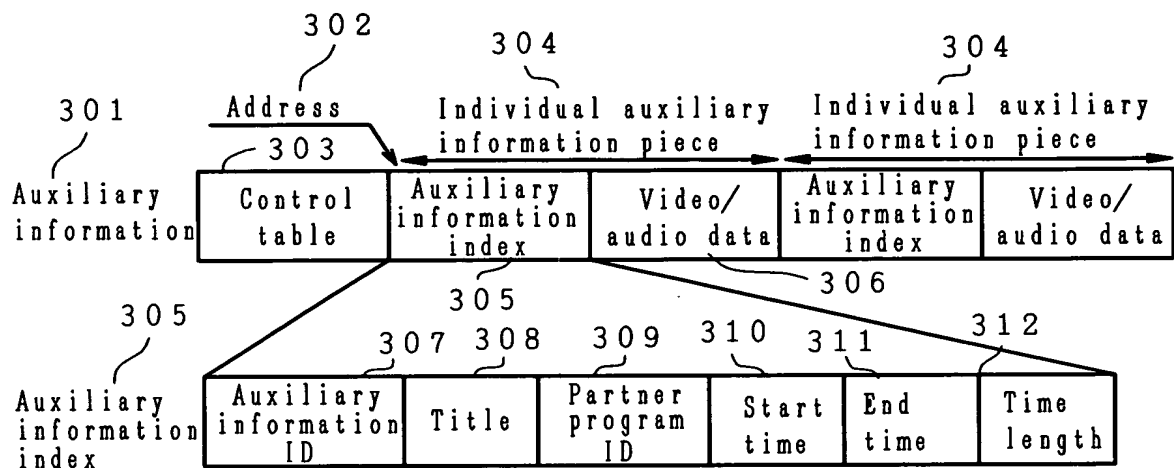 302
304
304
301
Address
Individual auxiliary
information piece
Individual auxiliary
information piece
303
Auxiliary
information
Control
table
Auxiliary
information
index
Video/
audio data
Auxiliary
information
index
Video/
audio data
305
306
305
307
308
309
310
311
312
Auxiliary
information
index
Auxiliary
information
ID
Title
Partner
program
ID
Start
time
End
time
Time
length